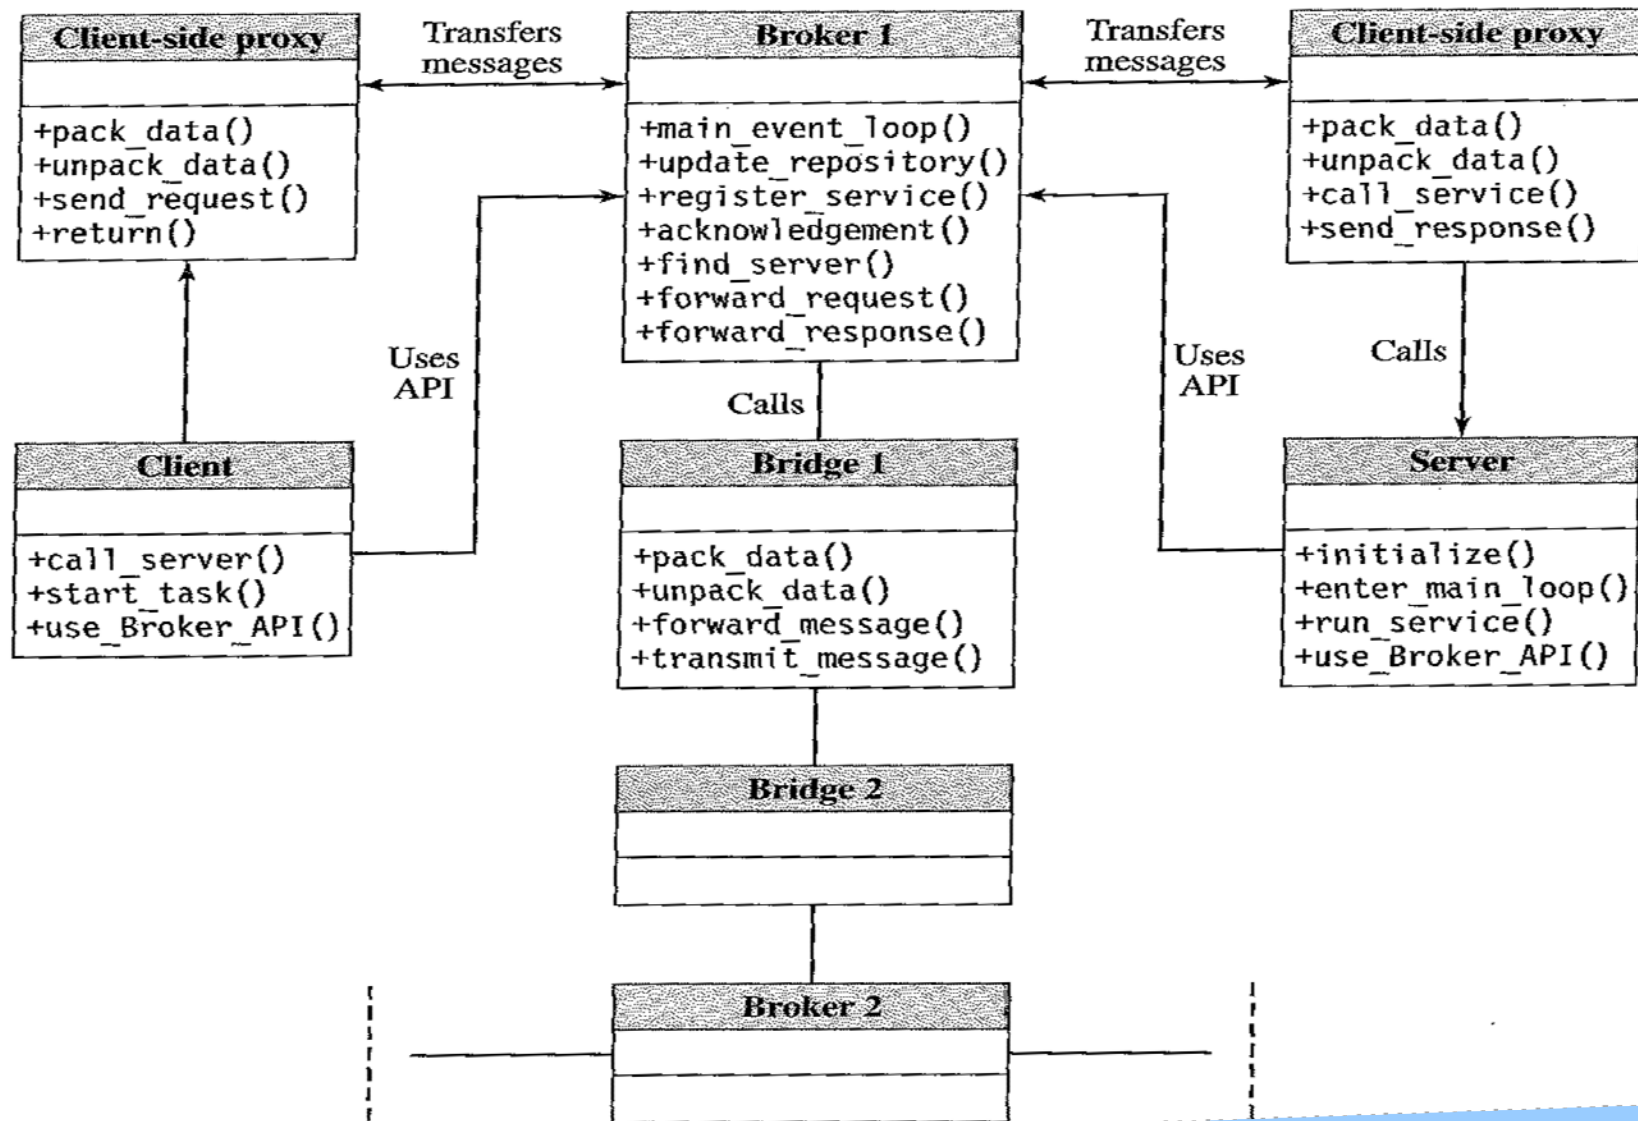 Client-side proxy
+pack_data()
+unpack_data()
+send_request()
+return()
Transfers
messages
Broker 1
+main_event_loop()
+update_repository()
+register_service()
+acknowledgement()
+find_server()
+forward_request()
+forward_response()
Transfers
messages
Client-side proxy
+pack_data()
+unpack_data()
+call_service()
+send_response()
Uses
API
Calls
Uses
API
Calls
Client
+call_server()
+start_task()
+use_Broker_API()
Bridge 1
+pack_data()
+unpack_data()
+forward_message()
+transmit_message()
Server
+initialize()
+enter_main_loop()
+run_service()
+use_Broker_API()
Bridge 2
Broker 2